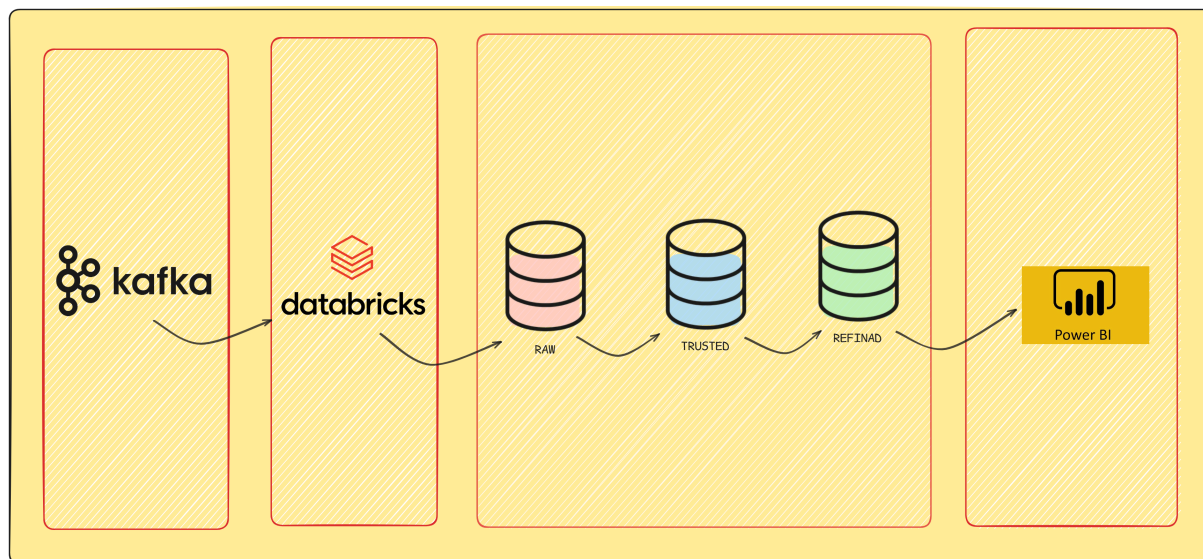 kafka
databricks
RAW
TRUSTED
REFINAD
Power BI